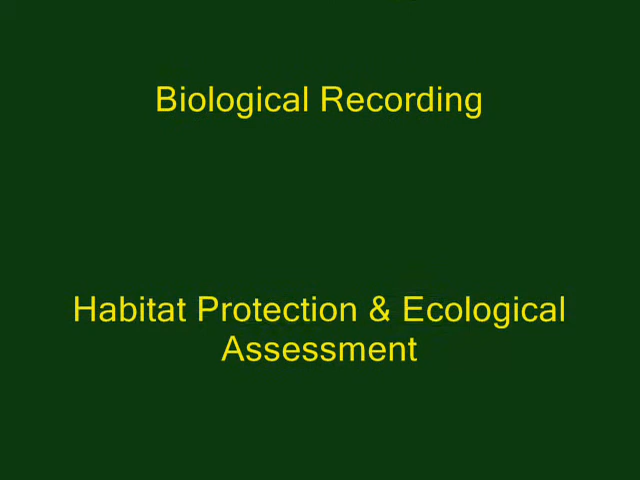 Biological Recording
Habitat Protection & Ecological
Assessment